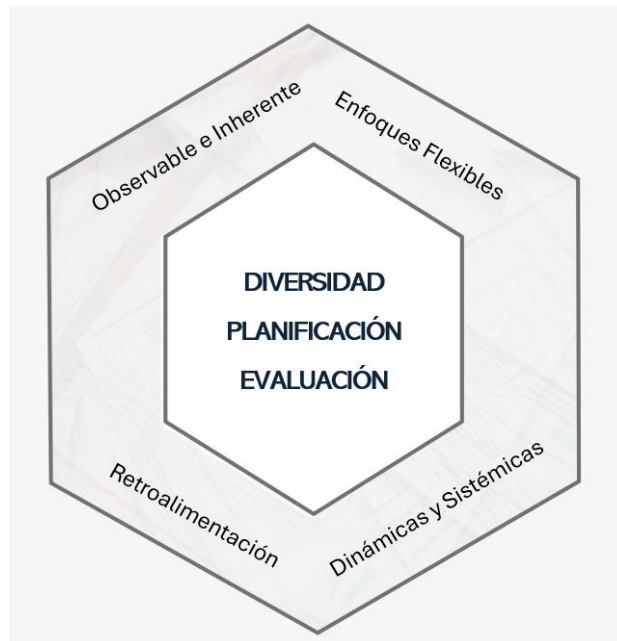 Observable e Inherente
Enfoques Flexibles
DIVERSIDAD
PLANIFICACIÓN
EVALUACIÓN
Retroalimentación
Dinámicas y Sistémicas